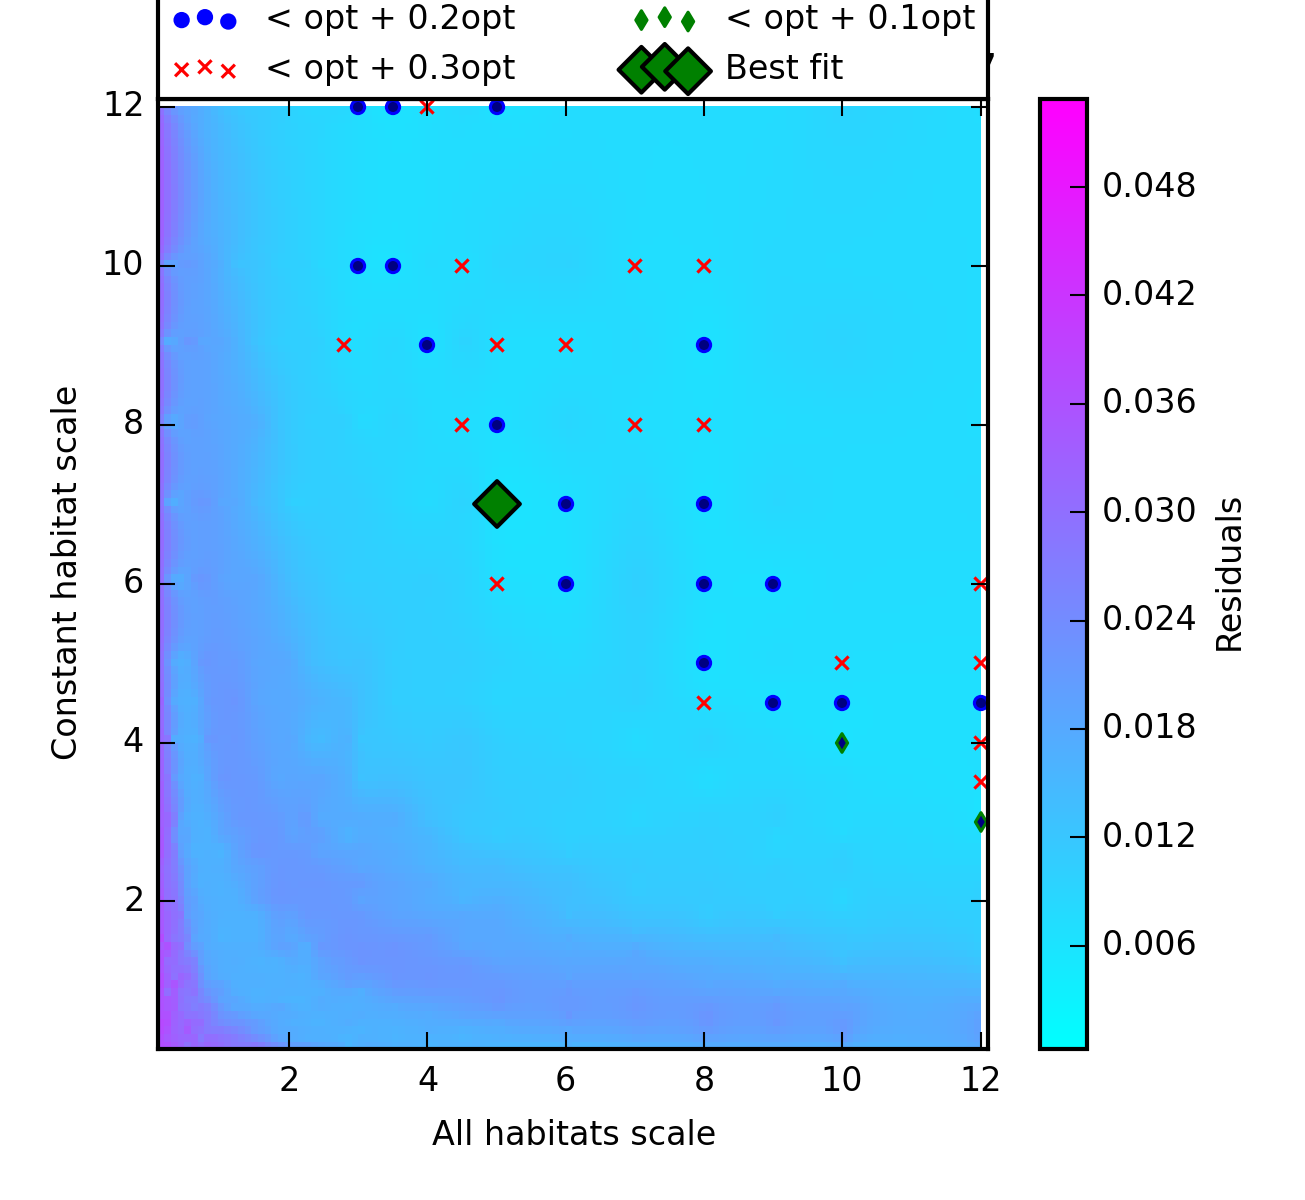 < opt + 0.2opt < opt + 0.1opt
< opt + 0.3opt Best fit
12
10
8
6
4
2
2 4 6 8 10 12
All habitats scale
Constant habitat scale
0.048
0.042
0.036
0.030
0.024
0.018
0.012
0.006
Residuals